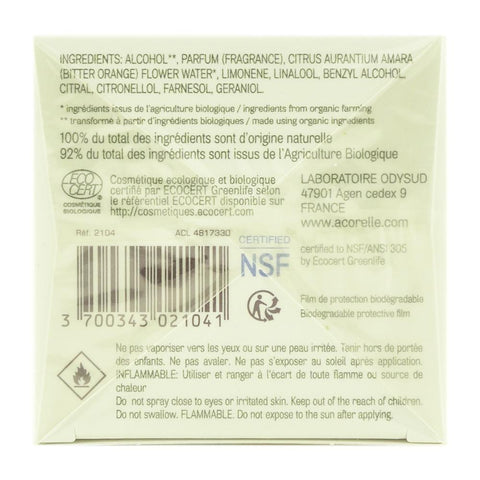 INGREDIENTS: ALCOHOL**, PARFUM (FRAGRANCE), CITRUS AURANTIUM AMARA
(BITTER ORANGE) FLOWER WATER*, LIMONENE, LINALOOL, BENZYL ALCOHOL,
CITRAL, CITRONELLOL, FARNESOL, GERANIOL.
* ingrédients issus de l'agriculture biologique / ingredients from organic farming
** transformé à partir d'ingrédients biologiques / made using organic ingredients
100% du total des ingrédients sont d'origine naturelle
92% du total des ingrédients sont issus de l'Agriculture Biologique
ECO
CERT
COSMÉTIQUE
BIOLOGIQUE
Cosmétique écologique et biologique
certifié par ECOCERT Greenlife selon
le référentiel ECOCERT disponible sur
http://cosmetiques.ecocert.com
LABORATOIRE ODYSUD
47901 Agen cedex 9
FRANCE
www.acorelle.com
Réf. 2104
ACL 4817330
CERTIFIED
NSF
certified to NSF/ANSI 305
by Ecocert Greenlife
3 700343 021041
Film de protection biodégradable
Biodegradable protective film
Ne pas vaporiser vers les yeux ou sur une peau irritée. Tenir hors de portée
des enfants. Ne pas avaler. Ne pas s'exposer au soleil après application.
INFLAMMABLE: Utiliser et ranger à l'écart de toute flamme ou source de
chaleur
Do not spray close to eyes or irritated skin. Keep out of the reach of children.
Do not swallow. FLAMMABLE. Do not expose to the sun after applying.